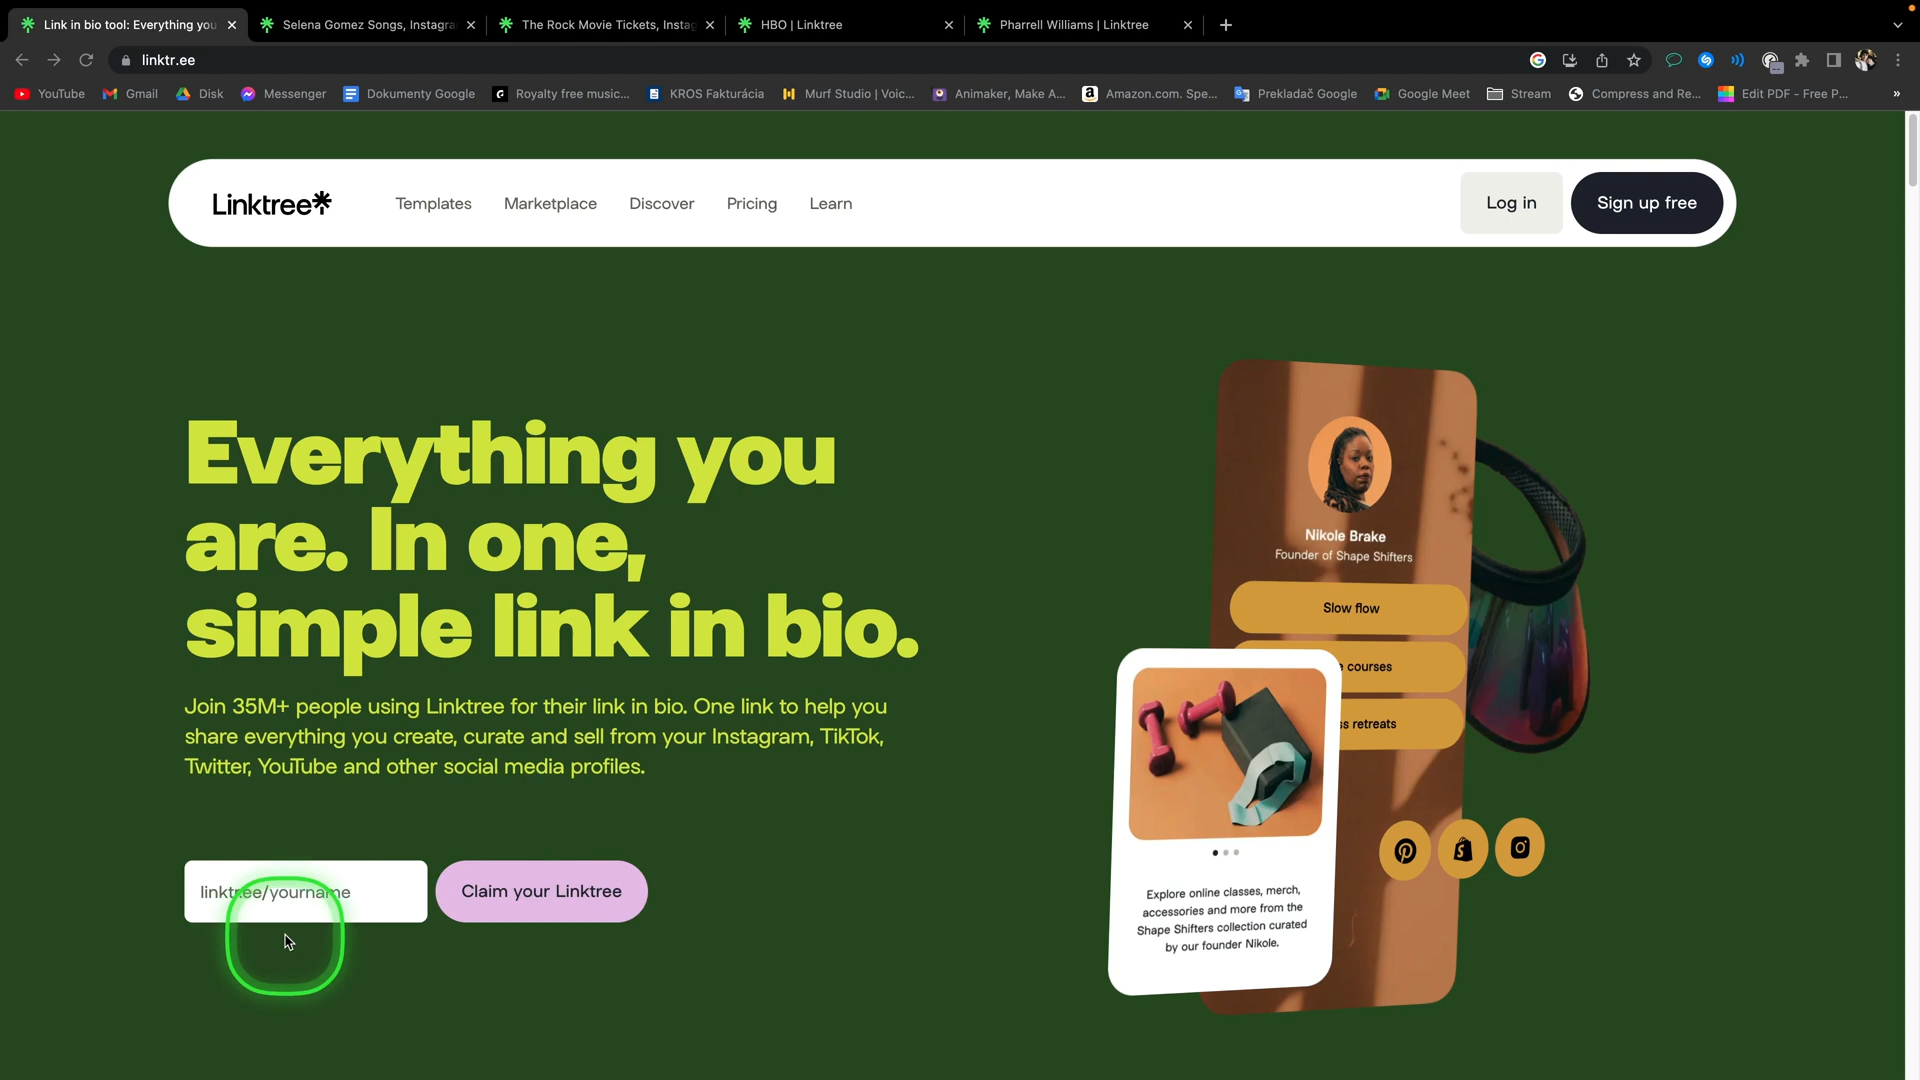 Link in bio tool: Everything you
Selena Gomez Songs, Instagra
The Rock Movie Tickets, Instag
HBO | Linktree
Pharrell Williams | Linktree
linktr.ee
YouTube
Gmail
Disk
Messenger
Dokumenty Google
Royalty free music...
KROS Fakturácia
Murf Studio | Voic...
Animaker, Make A...
Amazon.com. Spe...
Prekladač Google
Google Meet
Stream
Compress and Re...
Edit PDF - Free P...
»
Linktree
Templates
Marketplace
Discover
Pricing
Learn
Log in
Sign up free
Everything you
are. In one,
simple link in bio.
Join 35M+ people using Linktree for their link in bio. One link to help you
share everything you create, curate and sell from your Instagram, TikTok,
Twitter, YouTube and other social media profiles.
linktr.ee/yourname
Claim your Linktree
Nikole Brake
Founder of Shape Shifters
Slow flow
courses
retreats
Explore online classes, merch,
accessories and more from the
Shape Shifters collection curated
by our founder Nikole.